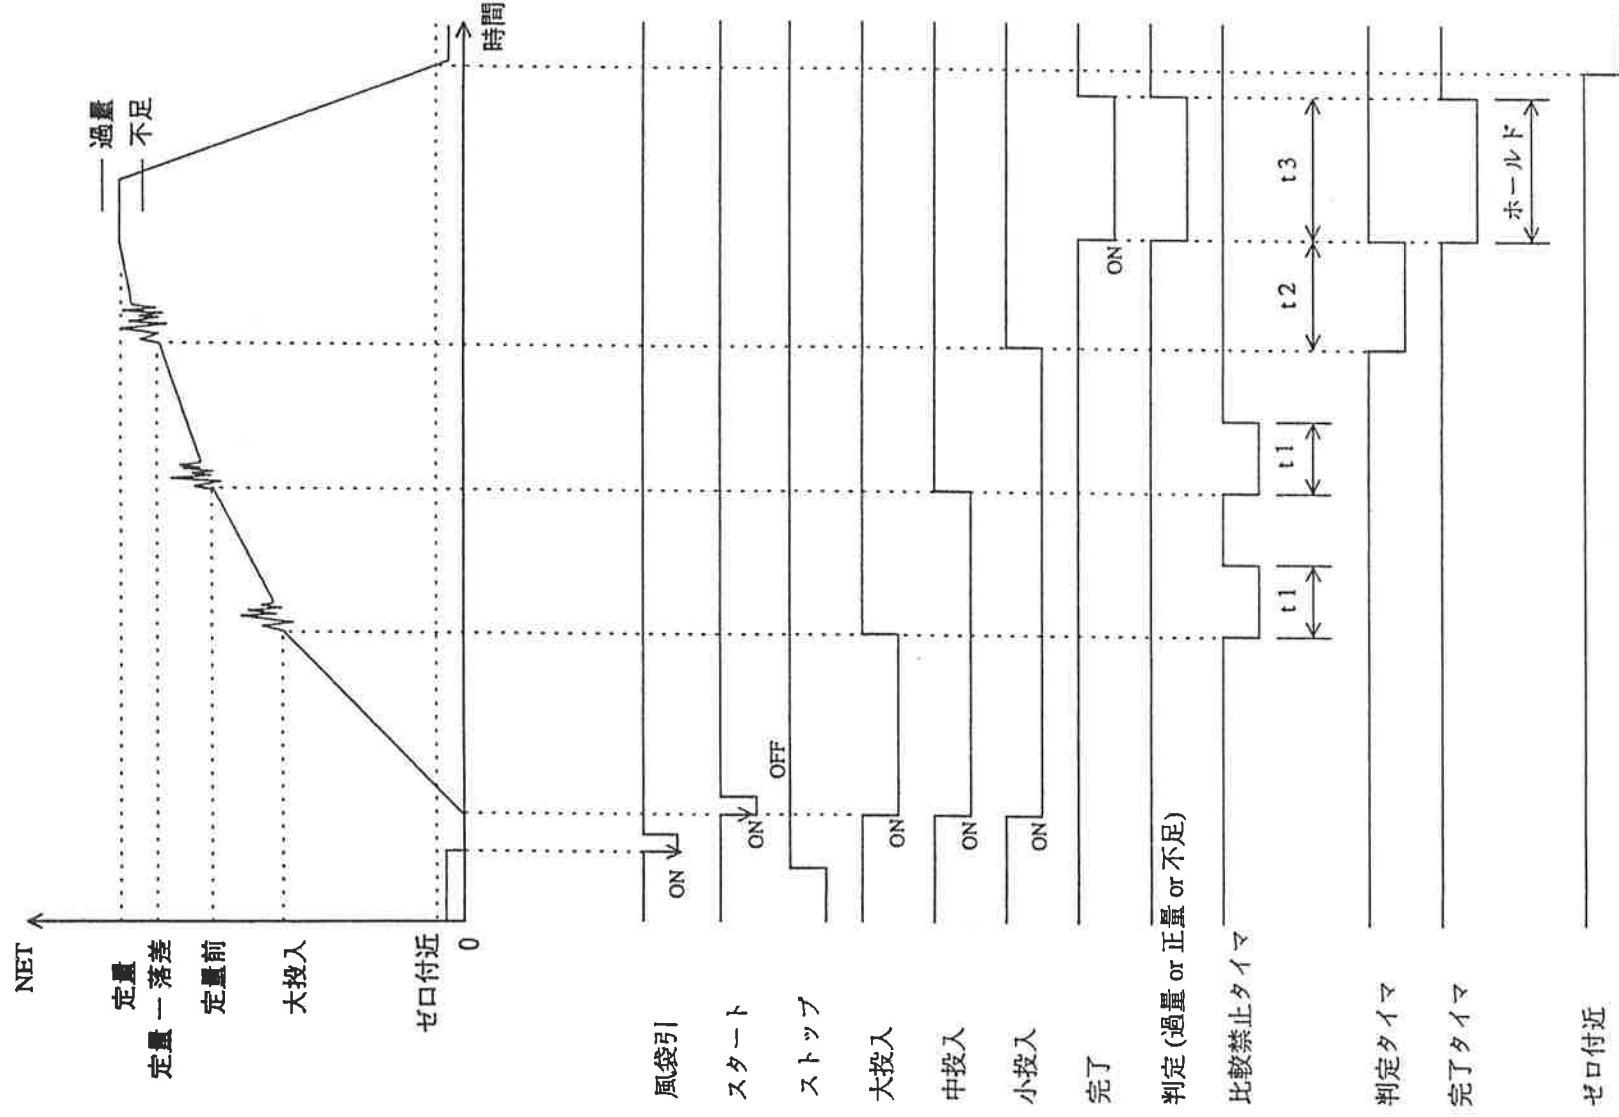 NET
過量
不足
定量
定量 — 落差
定量前
大投入
ゼロ付近
0
時間
風袋引
ON
スタート
ON
OFF
ストップ
大投入
ON
中投入
ON
小投入
ON
完了
ON
判定 (過量 or 正量 or 不足)
比較禁止タイマ
t1
t1
t2
t3
判定タイマ
完了タイマ
ホールド
ゼロ付近